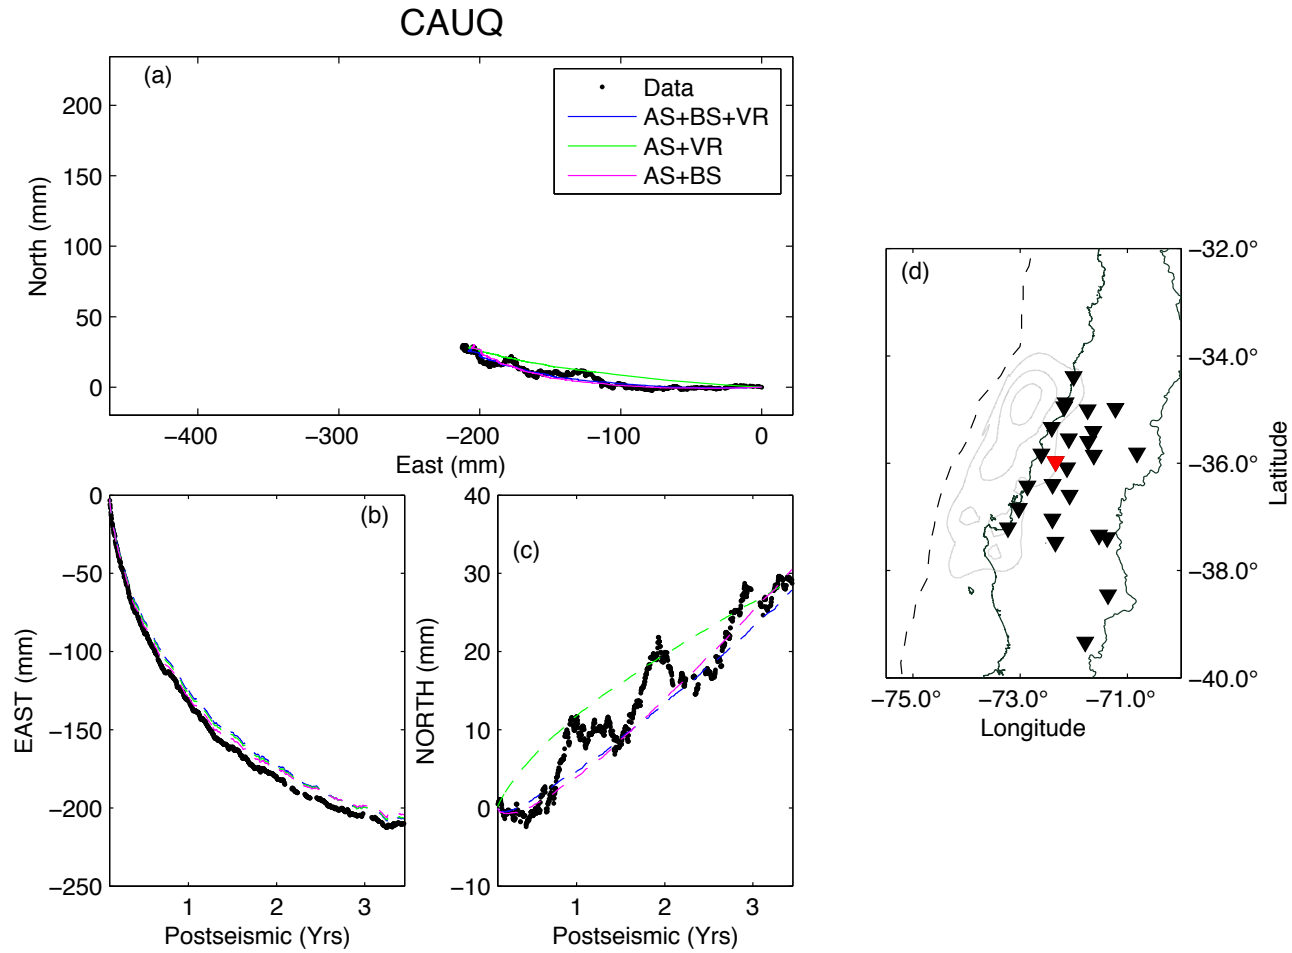 CAUQ
(a)
Data
AS+BS+VR
AS+VR
AS+BS
200
150
100
50
0
North (mm)
−400
−300
−200
−100
0
East (mm)
(b)
0
−50
−100
−150
−200
−250
EAST (mm)
1
2
3
Postseismic (Yrs)
(c)
40
30
20
10
0
−10
NORTH (mm)
1
2
3
Postseismic (Yrs)
(d)
−32.0°
−34.0°
−36.0°
−38.0°
−40.0°
Latitude
−75.0°
−73.0°
−71.0°
Longitude